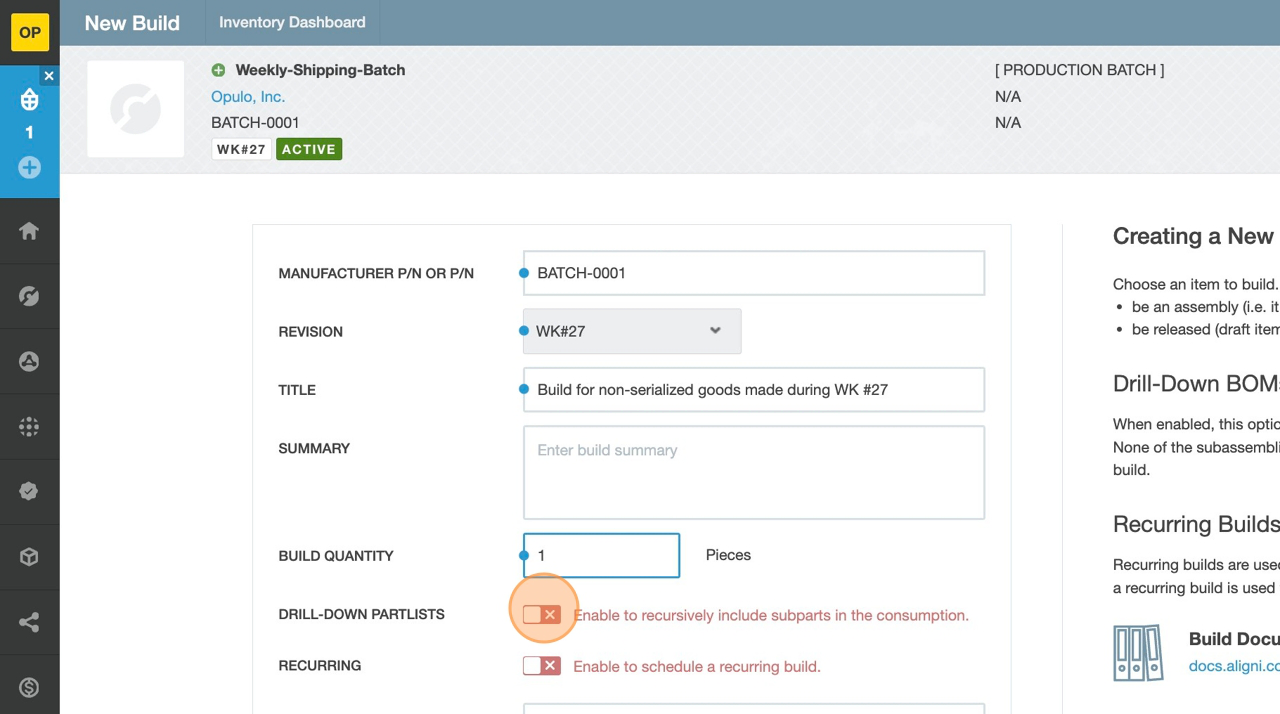 OP
New Build
Inventory Dashboard
1
Weekly-Shipping-Batch
Opulo, Inc.
BATCH-0001
WK#27 ACTIVE
[ PRODUCTION BATCH ]
N/A
N/A
MANUFACTURER P/N OR P/N
BATCH-0001
REVISION
WK#27
TITLE
Build for non-serialized goods made during WK #27
SUMMARY
Enter build summary
BUILD QUANTITY
1
Pieces
DRILL-DOWN PARTLISTS
Enable to recursively include subparts in the consumption.
RECURRING
Enable to schedule a recurring build.
Creating a New
Choose an item to build.
• be an assembly (i.e. it
• be released (draft item
Drill-Down BOMs
When enabled, this optio
None of the subassembli
build.
Recurring Builds
Recurring builds are used
a recurring build is used
Build Docu
docs.aligni.co